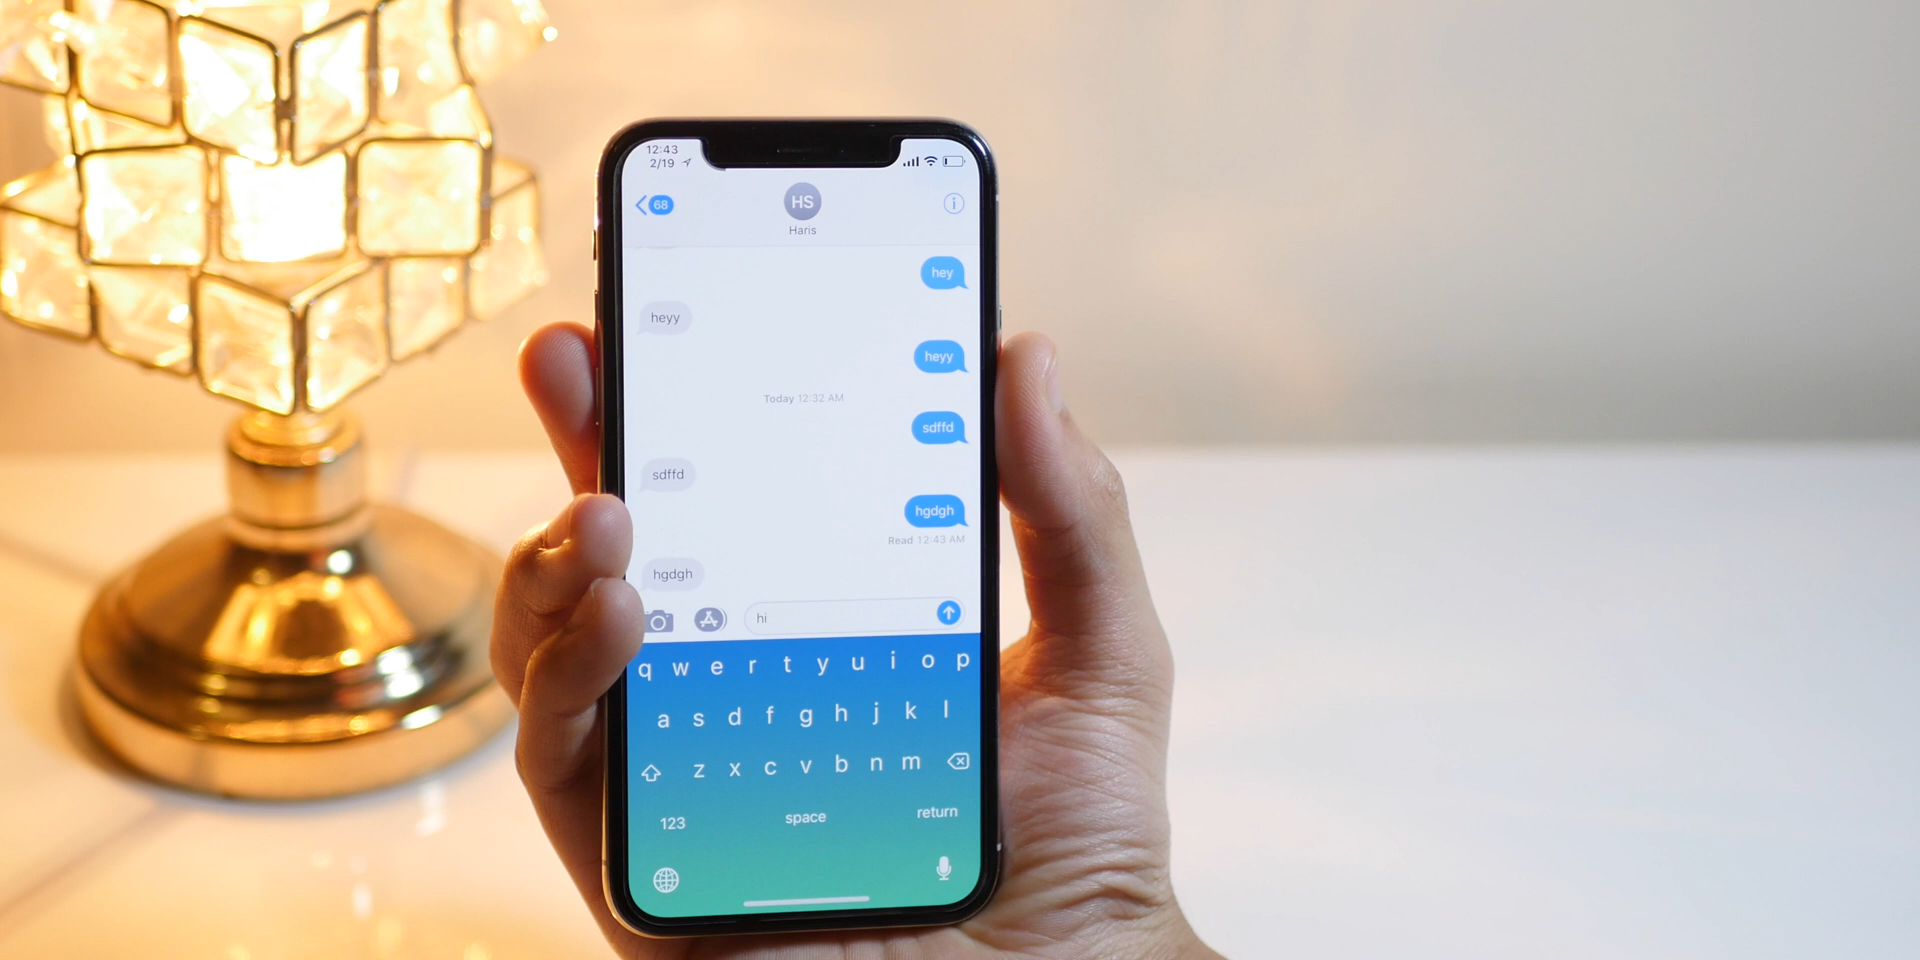 12:43
2/19
68
HS
Haris
hey
heyy
heyy
Today 12:32 AM
sdffd
sdffd
hgdgh
Read 12:43 AM
hgdgh
hi
q w e r t y u i o p
a s d f g h j k l
z x c v b n m
123 space return